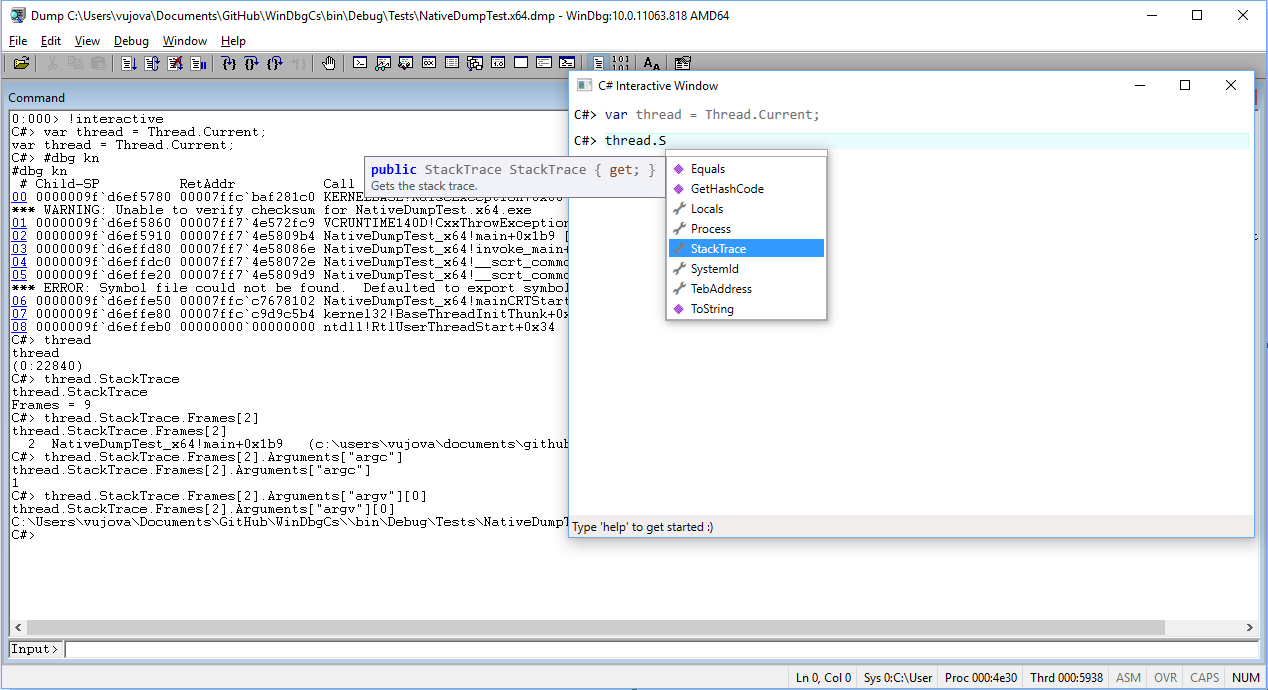 Dump C:\Users\vujova\Documents\GitHub\WinDbgCs\bin\Debug\Tests\NativeDumpTest.x64.dmp - WinDbg:10.0.11063.818 AMD64
File Edit View Debug Window Help
Command
0:000> !interactive
C#> var thread = Thread.Current;
var thread = Thread.Current;
C#> #dbg kn
#dbg kn
# Child-SP RetAddr Call
00 0000009f`d6ef5780 00007ffc`baf281c0
*** WARNING: Unable to verify checksum for NativeDumpTest.x64.exe
01 0000009f`d6ef5860 00007ff7`4e572fc9 VCRUNTIME140D!CxxThrowException
02 0000009f`d6ef5910 00007ff7`4e5809b4 NativeDumpTest_x64!main+0x1b9 [
03 0000009f`d6effd80 00007ff7`4e58086e NativeDumpTest_x64!invoke_main+
04 0000009f`d6effdc0 00007ff7`4e58072e NativeDumpTest_x64!__scrt_commo
05 0000009f`d6effe20 00007ff7`4e5809d9 NativeDumpTest_x64!__scrt_commo
*** ERROR: Symbol file could not be found. Defaulted to export symbol
06 0000009f`d6effe50 00007ffc`c7678102 NativeDumpTest_x64!mainCRTStart
07 0000009f`d6effe80 00007ffc`c9d9c5b4 kernel32!BaseThreadInitThunk+0x
08 0000009f`d6effeb0 00000000`00000000 ntdll!RtlUserThreadStart+0x34
C#> thread
thread
(0:22840)
C#> thread.StackTrace
thread.StackTrace
Frames = 9
C#> thread.StackTrace.Frames[2]
thread.StackTrace.Frames[2]
2 NativeDumpTest_x64!main+0x1b9 (c:\users\vujova\documents\github
C#> thread.StackTrace.Frames[2].Arguments["argc"]
thread.StackTrace.Frames[2].Arguments["argc"]
1
C#> thread.StackTrace.Frames[2].Arguments["argv"][0]
thread.StackTrace.Frames[2].Arguments["argv"][0]
C:\Users\vujova\Documents\GitHub\WinDbgCs\\bin\Debug\Tests\NativeDumpT
C#>
Input>
C# Interactive Window
C#> var thread = Thread.Current;
C#> thread.S
public StackTrace StackTrace { get; }
Gets the stack trace.
Equals
GetHashCode
Locals
Process
StackTrace
SystemId
TebAddress
ToString
Type 'help' to get started :)
Ln 0, Col 0 Sys 0:C:\User Proc 000:4e30 Thrd 000:5938 ASM OVR CAPS NUM